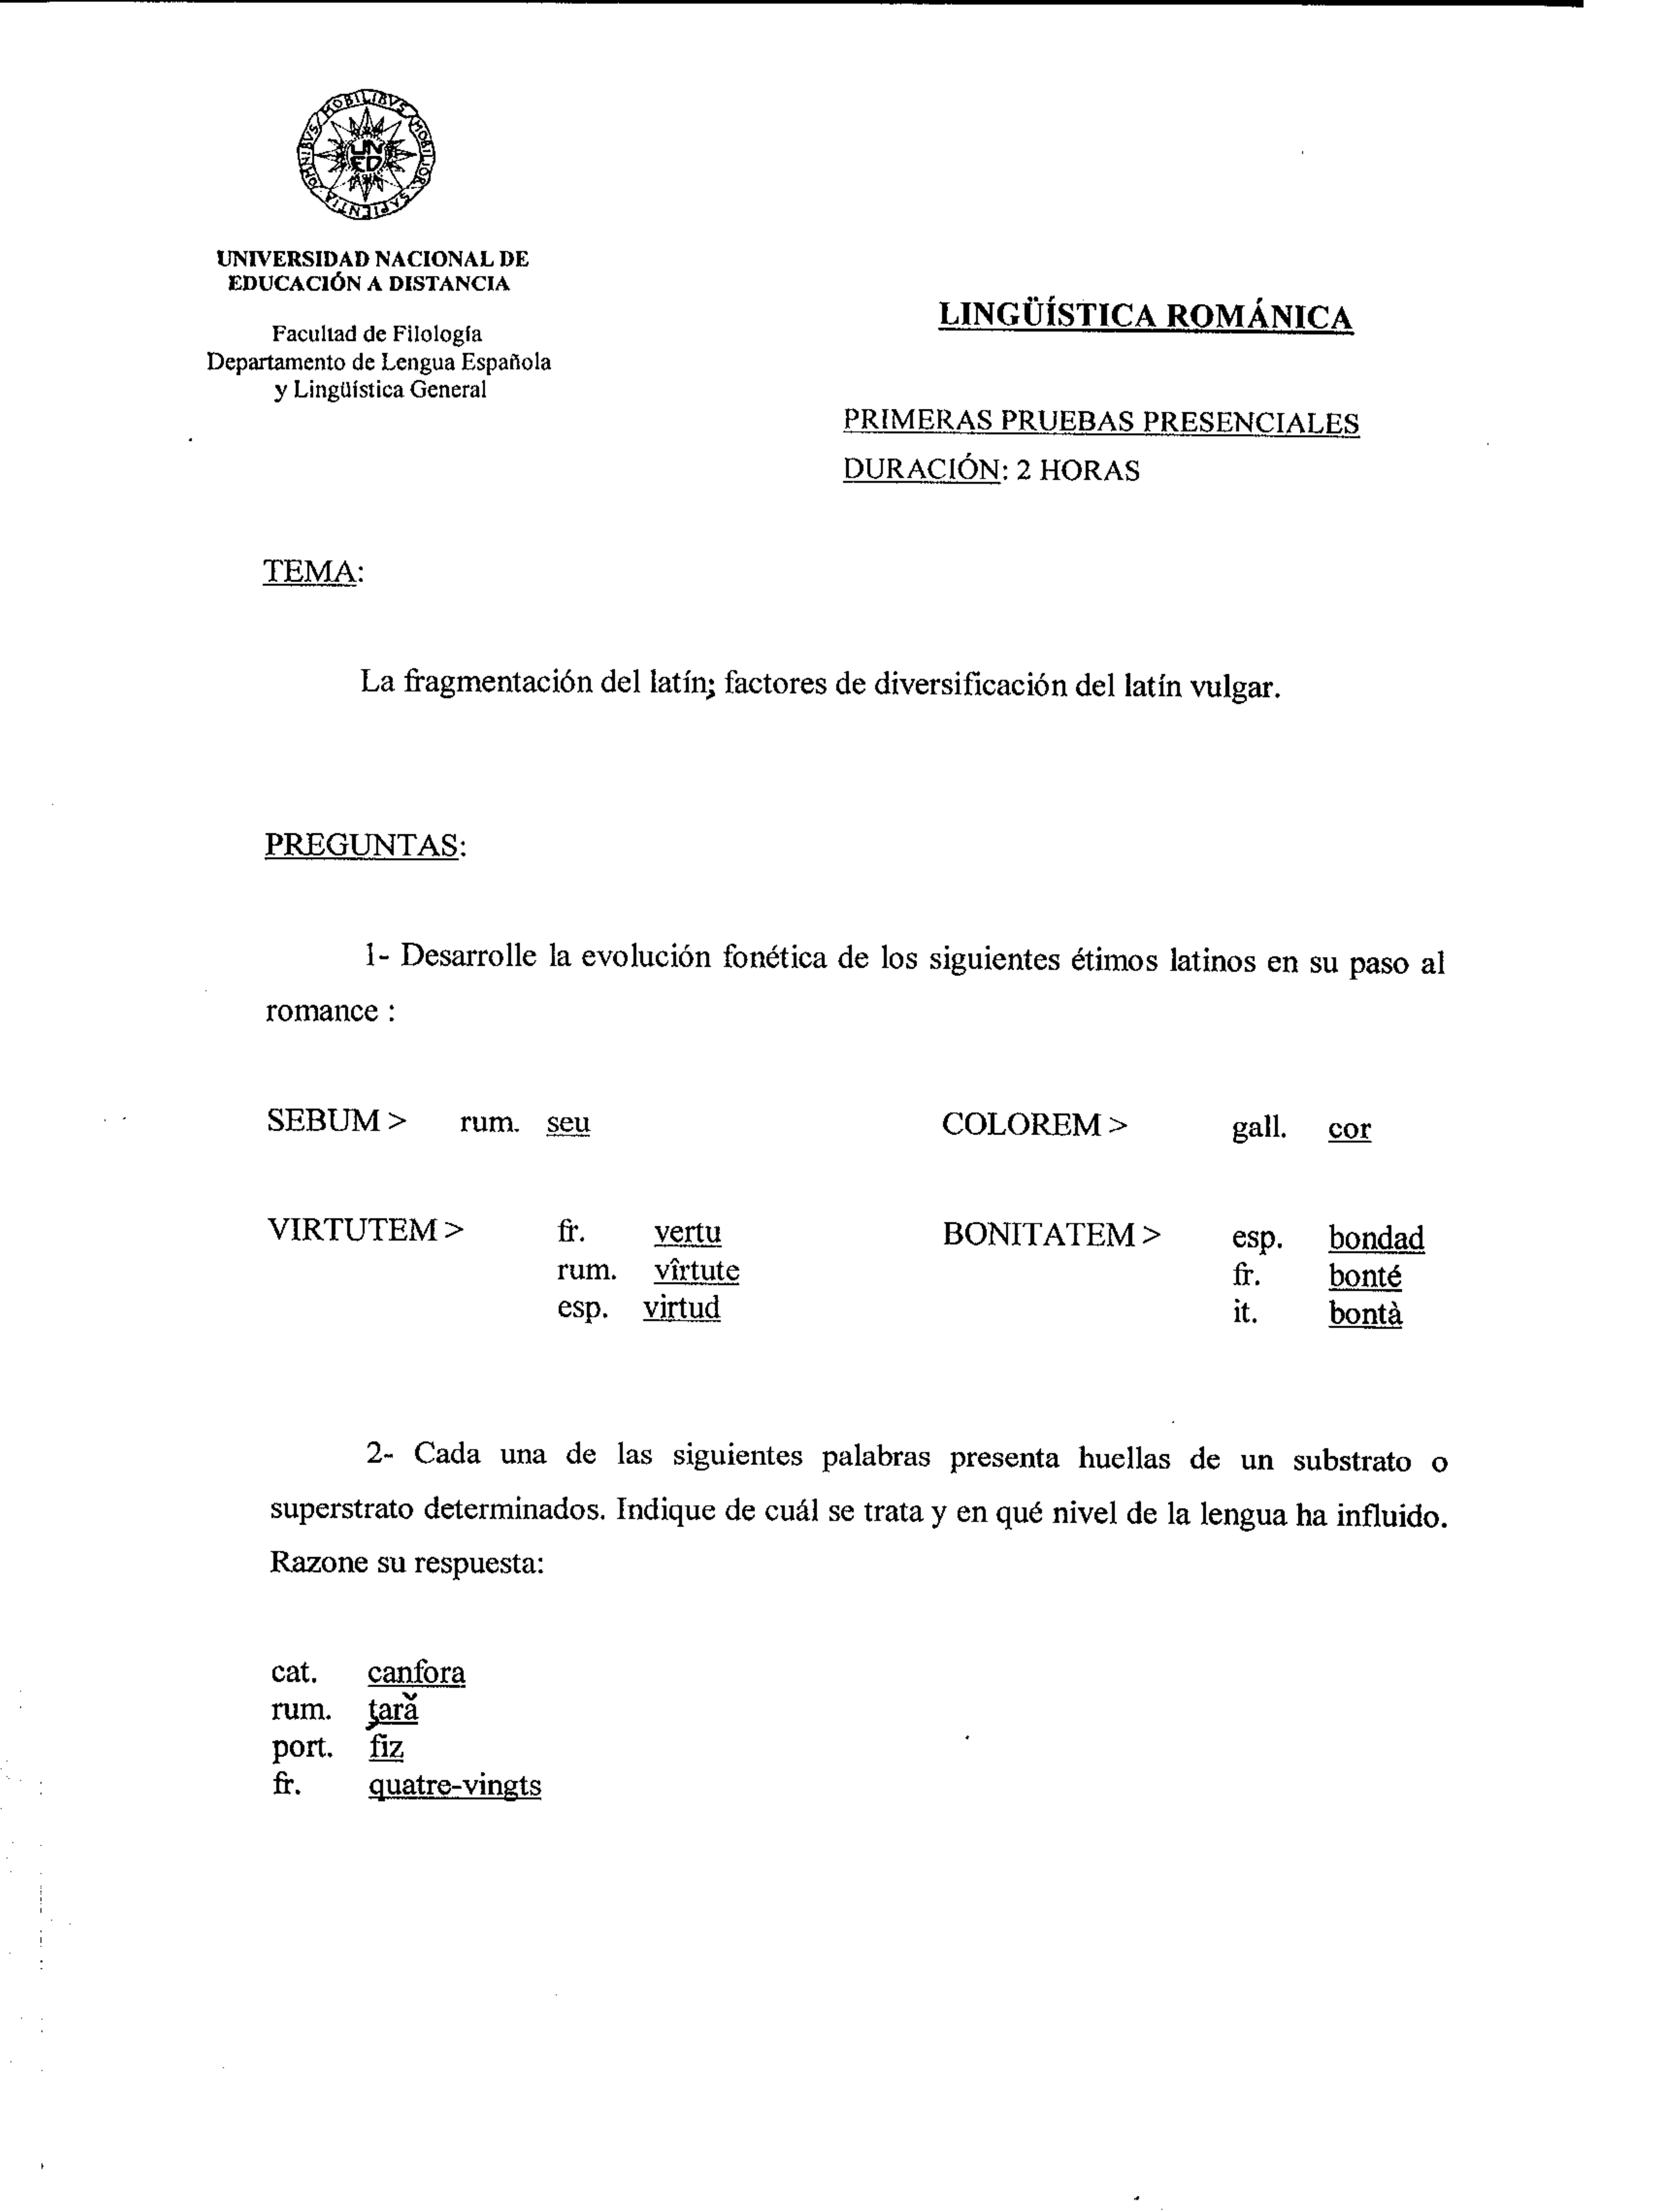 OMNIBVS MOBILIBVS MOBILIOR SAPIENTIA
UN
ED
UNIVERSIDAD NACIONAL DE
EDUCACIÓN A DISTANCIA
Facultad de Filología
Departamento de Lengua Española
y Lingüística General
LINGÜÍSTICA ROMÁNICA
PRIMERAS PRUEBAS PRESENCIALES
DURACIÓN: 2 HORAS
TEMA:
La fragmentación del latín; factores de diversificación del latín vulgar.
PREGUNTAS:
1- Desarrolle la evolución fonética de los siguientes étimos latinos en su paso al
romance :
SEBUM > rum. seu
COLOREM > gall. cor
VIRTUTEM > fr. vertu
rum. vîrtute
esp. virtud
BONITATEM > esp. bondad
fr. bonté
it. bontà
2- Cada una de las siguientes palabras presenta huellas de un substrato o
superstrato determinados. Indique de cuál se trata y en qué nivel de la lengua ha influido.
Razone su respuesta:
cat. canfora
rum. ţară
port. fiz
fr. quatre-vingts